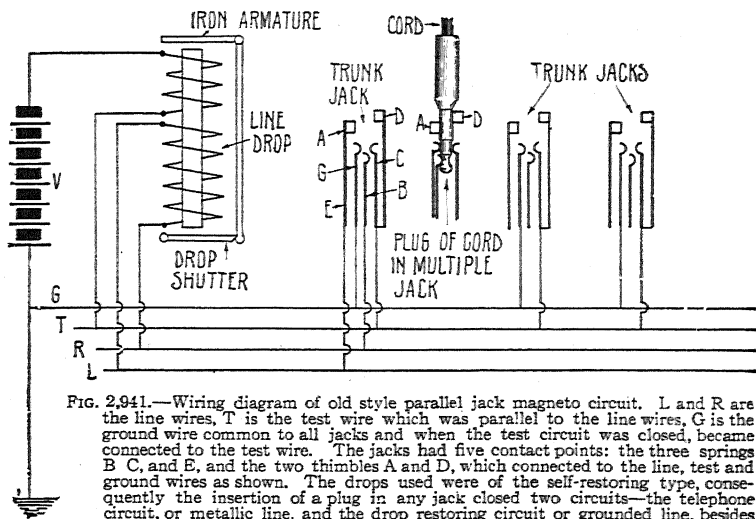 IRON ARMATURE
CORD
TRUNK
JACK
TRUNK JACKS
D
A
D
A
LINE
DROP
V
C
G
B
E
PLUG OF CORD
IN MULTIPLE
JACK
DROP
SHUTTER
G
T
R
L
FIG. 2,941.—Wiring diagram of old style parallel jack magneto circuit. L and R are
the line wires, T is the test wire which was parallel to the line wires, G is the
ground wire common to all jacks and when the test circuit was closed, became
connected to the test wire. The jacks had five contact points: the three springs
B C, and E, and the two thimbles A and D, which connected to the line, test and
ground wires as shown. The drops used were of the self-restoring type, conse-
quently the insertion of a plug in any jack closed two circuits—the telephone
circuit, or metallic line, and the drop restoring circuit or grounded line, besides